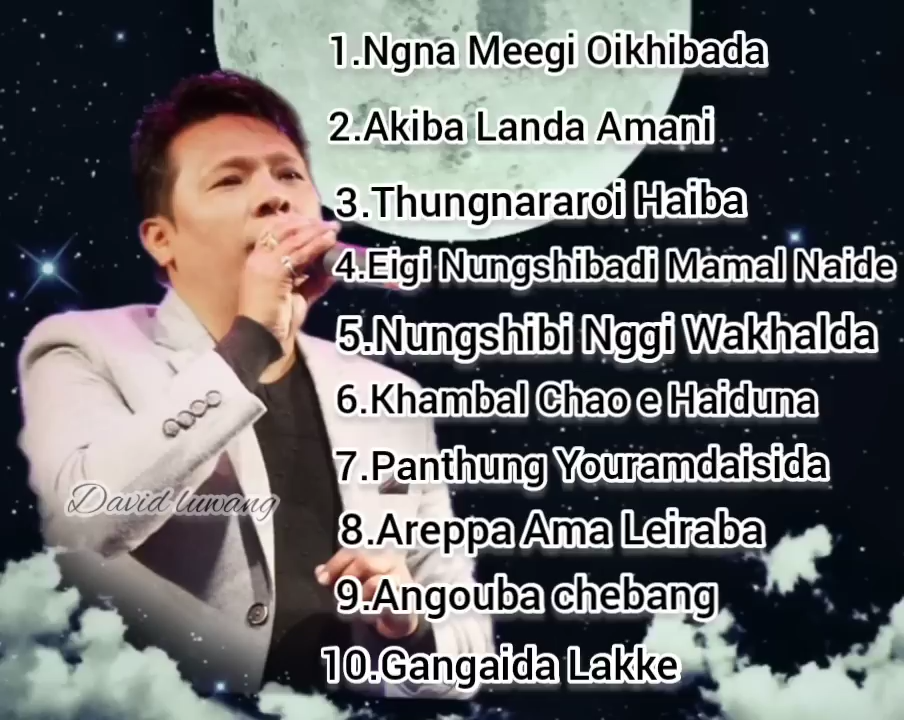 1.Ngna Meegi Oikhibada
2.Akiba Landa Amani
3.Thungnararoi Haiba
4.Eigi Nungshibadi Mamal Naide
5.Nungshibi Nggi Wakhalda
6.Khambal Chao e Haiduna
7.Panthung Youramdaisida
David luwang
8.Areppa Ama Leiraba
9.Angouba chebang
10.Gangaida Lakke